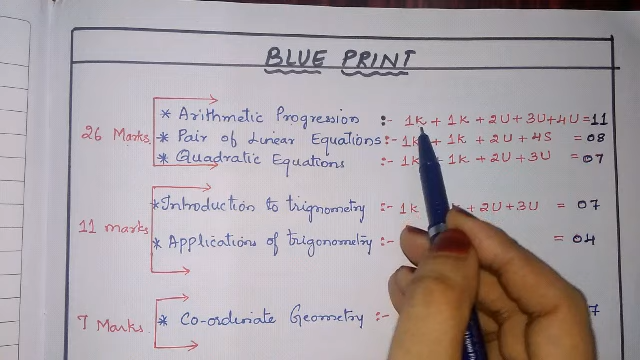 BLUE PRINT
* Arithmetic Progression :- 1K + 1K + 2U + 3U + 4U = 11
26 Marks * Pair of Linear Equations :- 1K + 1K + 2U + 4S = 08
* Quadratic Equations :- 1K + 1K + 2U + 3U = 07
* Introduction to trignometry :- 1K K + 2U + 3U = 07
11 marks
* Applications of trigonometry :- = 04
7 Marks * Co-ordinate Geometry :- 7